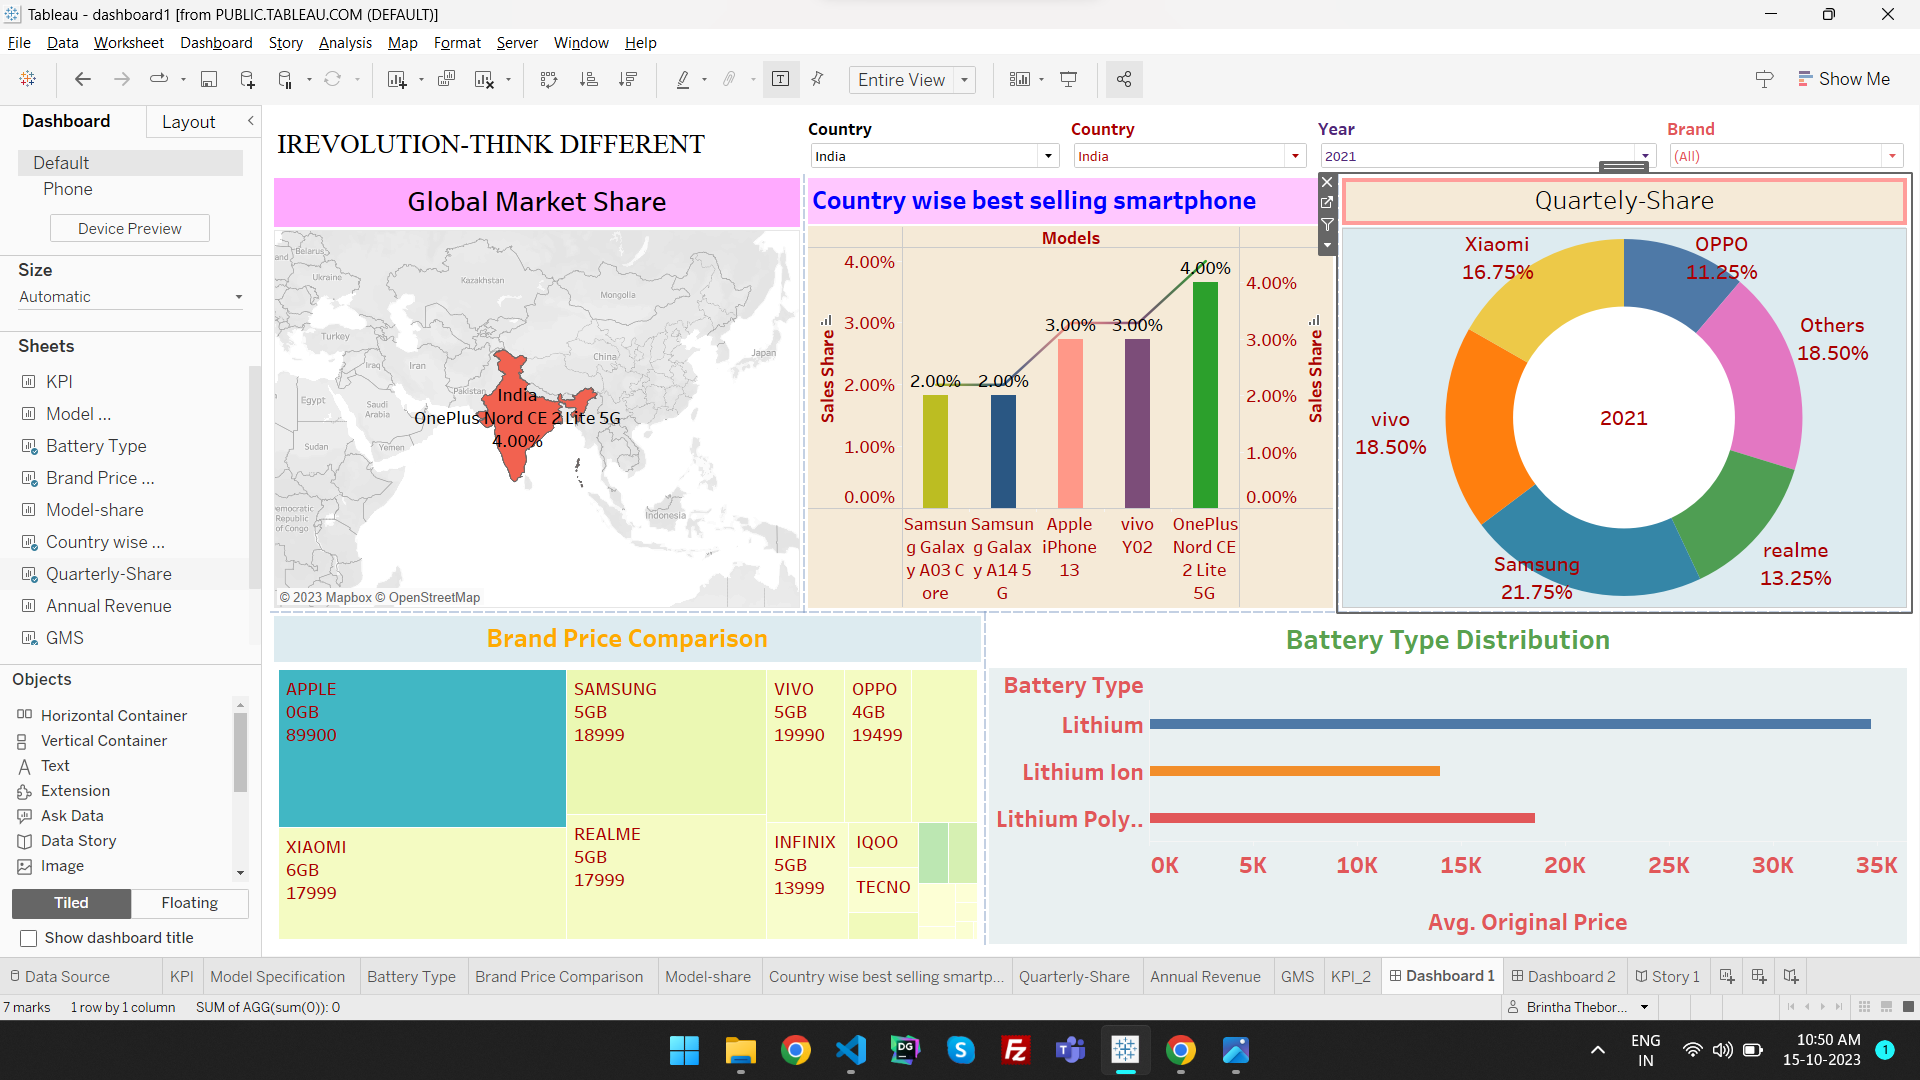 Tableau - dashboard1 [from PUBLIC.TABLEAU.COM (DEFAULT)]
File Data Worksheet Dashboard Story Analysis Map Format Server Window Help
Entire View
Show Me
Dashboard Layout
Default
Phone
Device Preview
Size
Automatic
Sheets
KPI
Model ...
Battery Type
Brand Price ...
Model-share
Country wise ...
Quarterly-Share
Annual Revenue
GMS
Objects
Horizontal Container
Vertical Container
Text
Extension
Ask Data
Data Story
Image
Tiled Floating
Show dashboard title
IREVOLUTION-THINK DIFFERENT
Country
India
Country
India
Year
2021
Brand
(All)
Global Market Share
Belarus
Ukraine
Kazakhstan
Mongolia
Turkey
Iraq
Iran
China
Japan
Pakistan
Egypt
Saudi
Arabia
Sudan
Yemen
Indonesia
Republic
of Congo
India
OnePlus Nord CE 2 Lite 5G
4.00%
© 2023 Mapbox © OpenStreetMap
Country wise best selling smartphone
Models
Sales Share
4.00%
3.00%
2.00%
1.00%
0.00%
2.00%
2.00%
3.00%
3.00%
4.00%
4.00%
3.00%
2.00%
1.00%
0.00%
Sales Share
Samsun
g Galax
y A03 C
ore
Samsun
g Galax
y A14 5
G
Apple
iPhone
13
vivo
Y02
OnePlus
Nord CE
2 Lite
5G
Quartely-Share
Xiaomi
16.75%
OPPO
11.25%
Others
18.50%
vivo
18.50%
2021
realme
13.25%
Samsung
21.75%
Brand Price Comparison
APPLE
0GB
89900
SAMSUNG
5GB
18999
VIVO
5GB
19990
OPPO
4GB
19499
XIAOMI
6GB
17999
REALME
5GB
17999
INFINIX
5GB
13999
IQOO
TECNO
Battery Type Distribution
Battery Type
Lithium
Lithium Ion
Lithium Poly..
0K 5K 10K 15K 20K 25K 30K 35K
Avg. Original Price
Data Source KPI Model Specification Battery Type Brand Price Comparison Model-share Country wise best selling smartp... Quarterly-Share Annual Revenue GMS KPI_2 Dashboard 1 Dashboard 2 Story 1
7 marks 1 row by 1 column SUM of AGG(sum(0)): 0
Brintha Thebor...
DG
S
Fz
T
ENG
IN
10:50 AM
15-10-2023
1